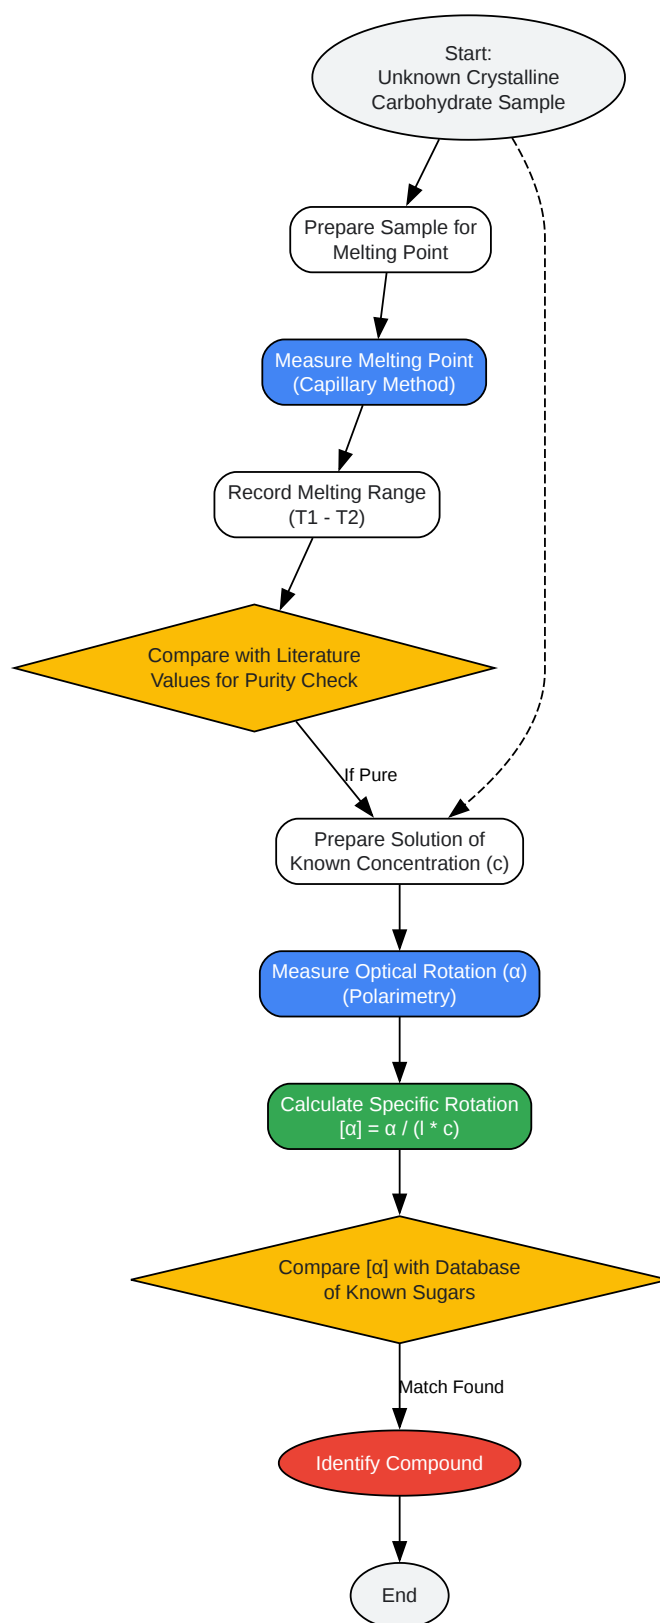 Start:
Unknown Crystalline
Carbohydrate Sample
Prepare Sample for
Melting Point
Measure Melting Point
(Capillary Method)
Record Melting Range
(T1 - T2)
Compare with Literature
Values for Purity Check
If Pure
Prepare Solution of
Known Concentration (c)
Measure Optical Rotation (α)
(Polarimetry)
Calculate Specific Rotation
[α] = α / (l * c)
Compare [α] with Database
of Known Sugars
Match Found
Identify Compound
End